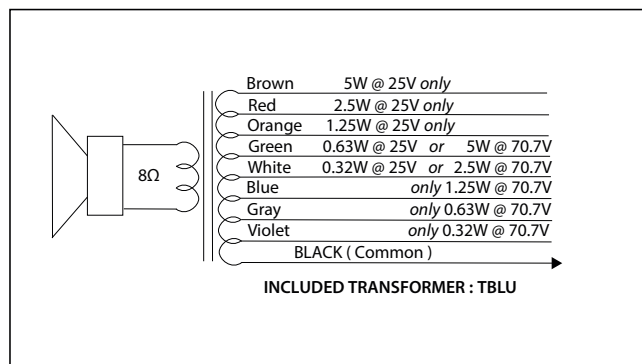 Brown 5W @ 25V only
Red 2.5W @ 25V only
Orange 1.25W @ 25V only
Green 0.63W @ 25V or 5W @ 70.7V
White 0.32W @ 25V or 2.5W @ 70.7V
Blue only 1.25W @ 70.7V
Gray only 0.63W @ 70.7V
Violet only 0.32W @ 70.7V
BLACK ( Common )
8Ω
INCLUDED TRANSFORMER : TBLU